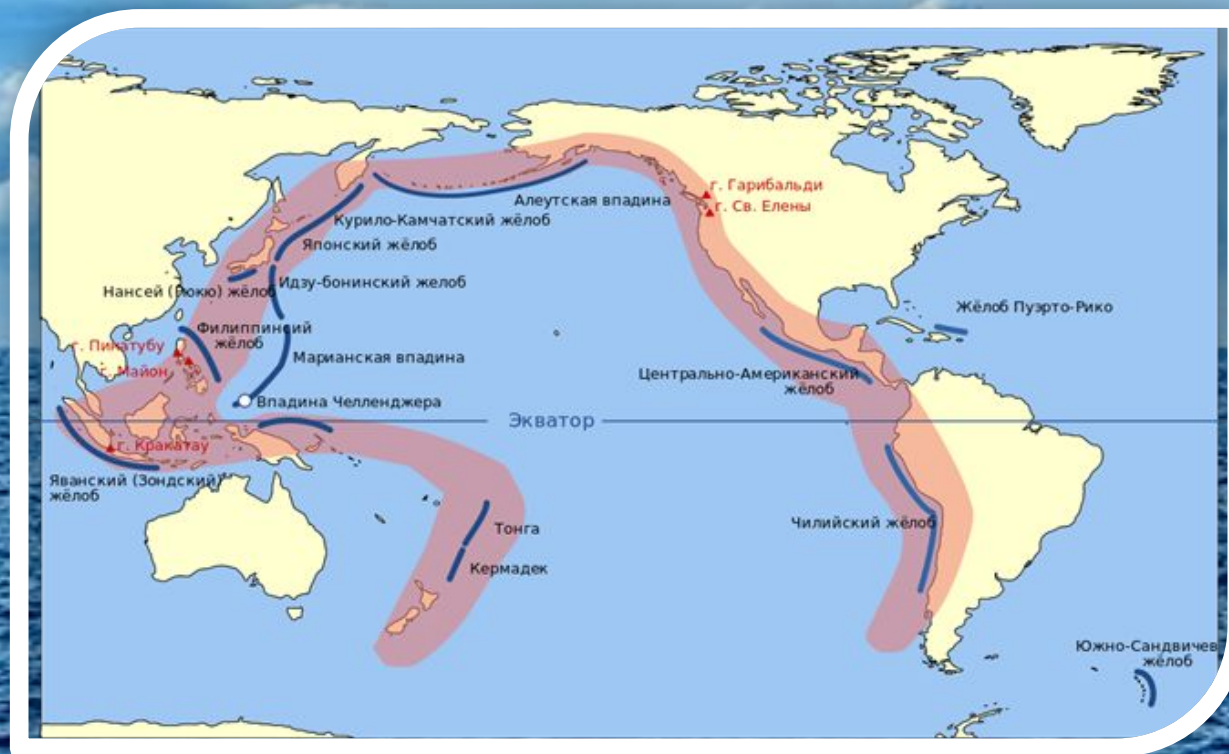 г. Гарибальди
г. Св. Елены
Алеутская впадина
Курило-Камчатский жёлоб
Японский жёлоб
Идзу-бонинский желоб
Нансей (Рюкю) жёлоб
Жёлоб Пуэрто-Рико
Филиппинсий
жёлоб
г. Пинатубу
г. Майон
Марианская впадина
Центрально-Американский
жёлоб
Впадина Челленджера
Экватор
г. Кракатау
Яванский (Зондский)
жёлоб
Чилийский жёлоб
Тонга
Кермадек
Южно-Сандвичев
жёлоб